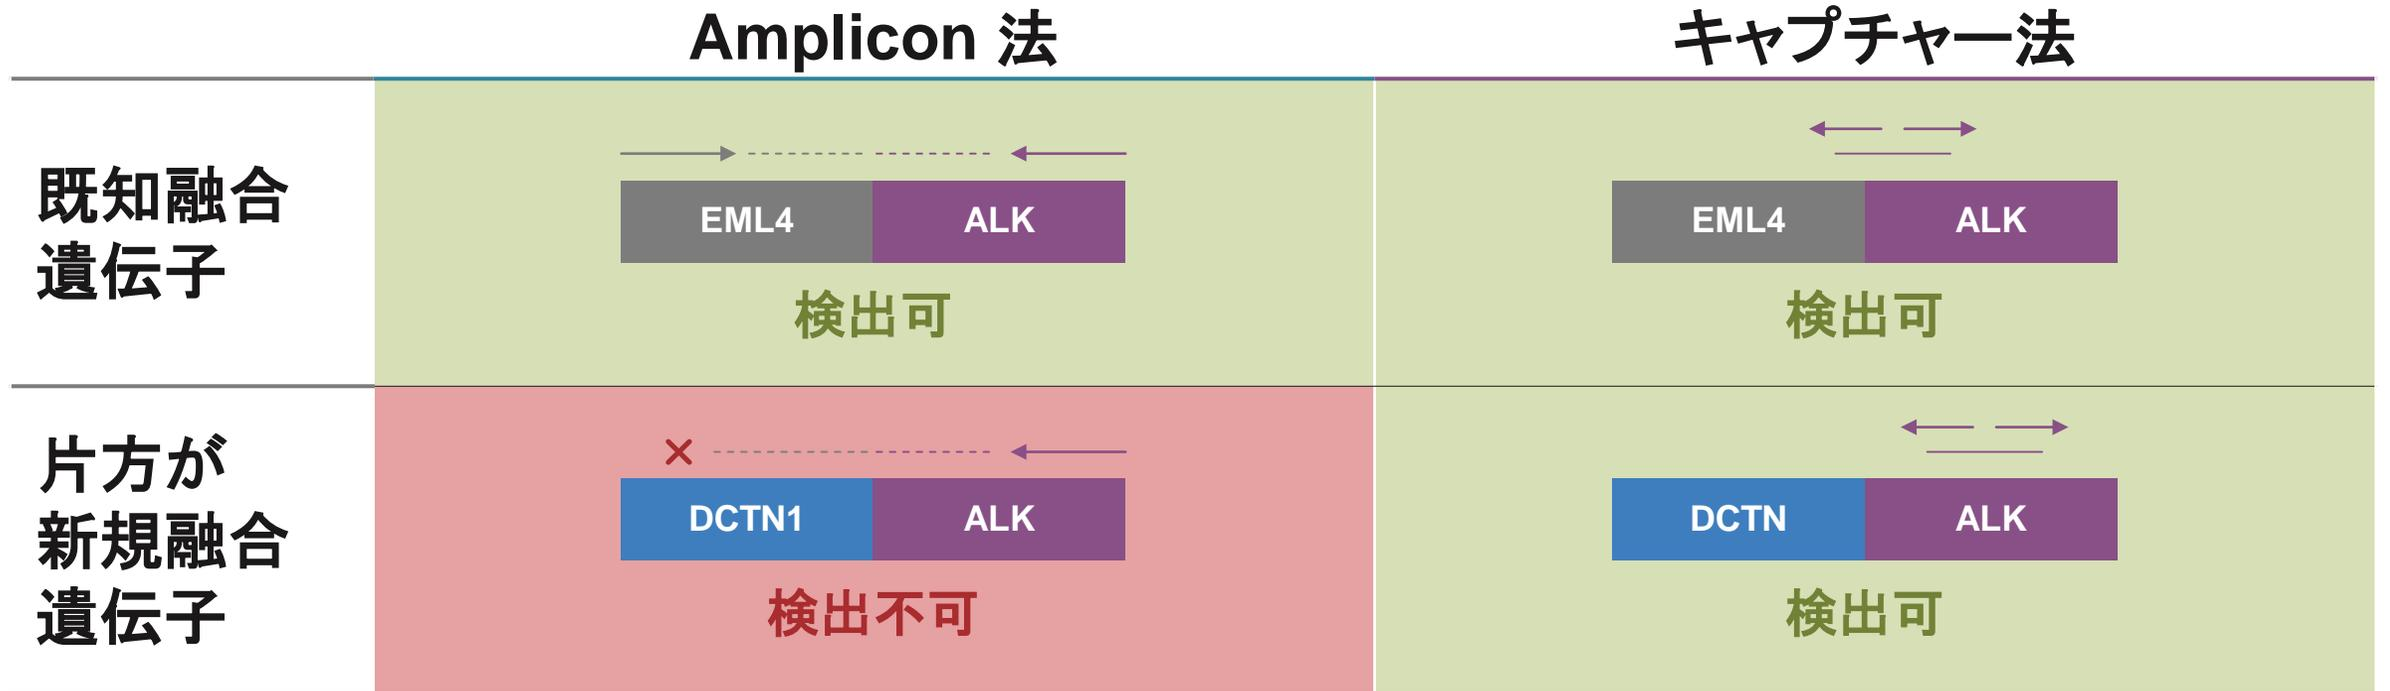 Amplicon 法
キャプチャー法
既知融合
遺伝子
EML4 ALK
検出可
EML4 ALK
検出可
片方が
新規融合
遺伝子
DCTN1 ALK
検出不可
DCTN ALK
検出可